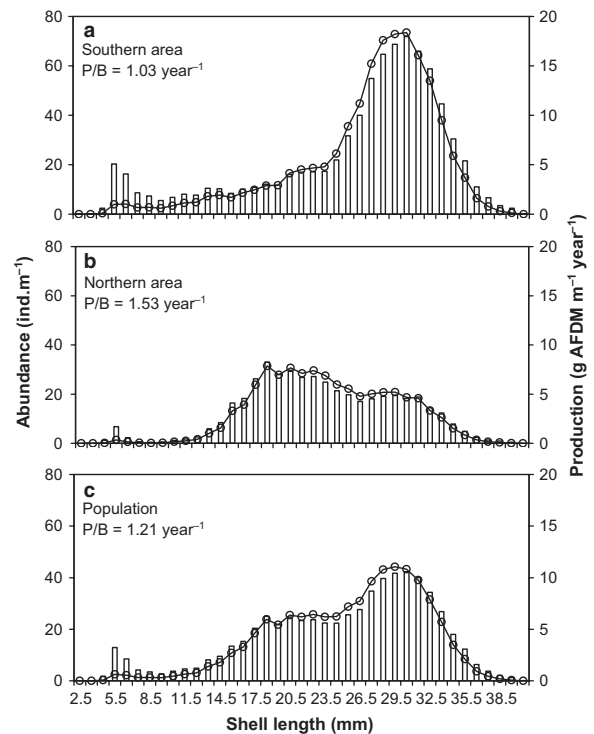 80
60
40
20
0
20
15
10
5
0
a
Southern area
P/B = 1.03 year⁻¹
80
60
40
20
0
20
15
10
5
0
b
Northern area
P/B = 1.53 year⁻¹
Abundance (ind.m⁻¹)
Production (g AFDM m⁻¹ year⁻¹)
80
60
40
20
0
20
15
10
5
0
c
Population
P/B = 1.21 year⁻¹
2.5 5.5 8.5 11.5 14.5 17.5 20.5 23.5 26.5 29.5 32.5 35.5 38.5
Shell length (mm)